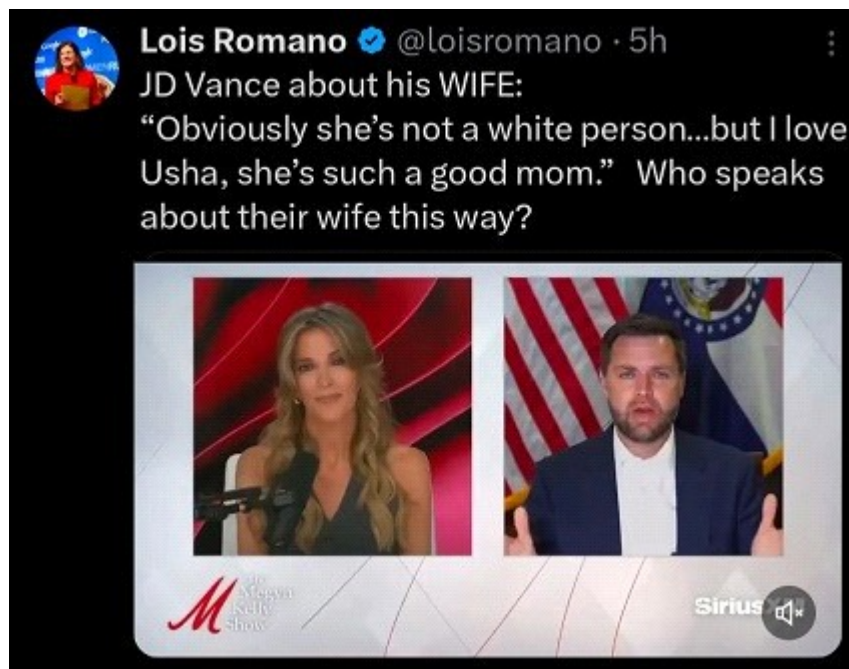 Lois Romano @loisromano · 5h
JD Vance about his WIFE:
“Obviously she’s not a white person...but I love
Usha, she’s such a good mom.” Who speaks
about their wife this way?
the
Megyn
Kelly
Show
Sirius